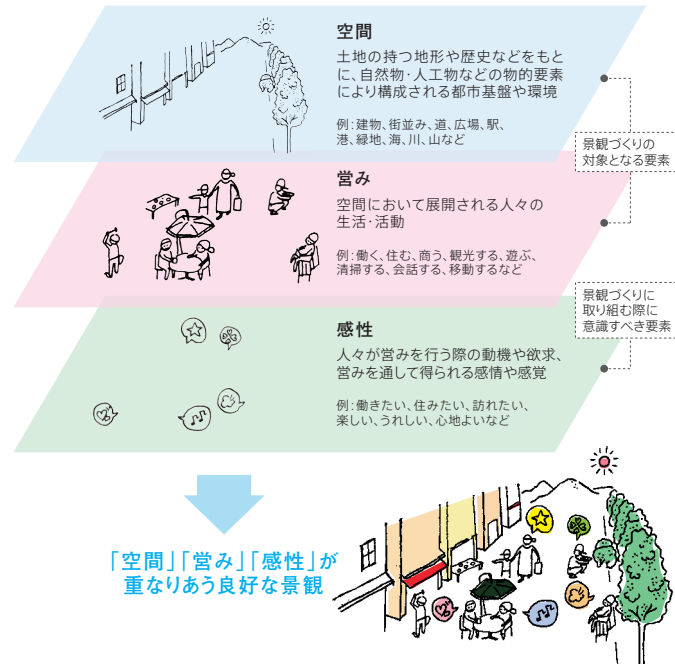 空間
土地の持つ地形や歴史などをもと
に、自然物・人工物などの物的要素
により構成される都市基盤や環境
例：建物、街並み、道、広場、駅、
港、緑地、海、川、山など
景観づくりの
対象となる要素
営み
空間において展開される人々の
生活・活動
例：働く、住む、商う、観光する、遊ぶ、
清掃する、会話する、移動するなど
景観づくりに
取り組む際に
意識すべき要素
感性
人々が営みを行う際の動機や欲求、
営みを通して得られる感情や感覚
例：働きたい、住みたい、訪れたい、
楽しい、うれしい、心地よいなど
「空間」「営み」「感性」が
重なりあう良好な景観